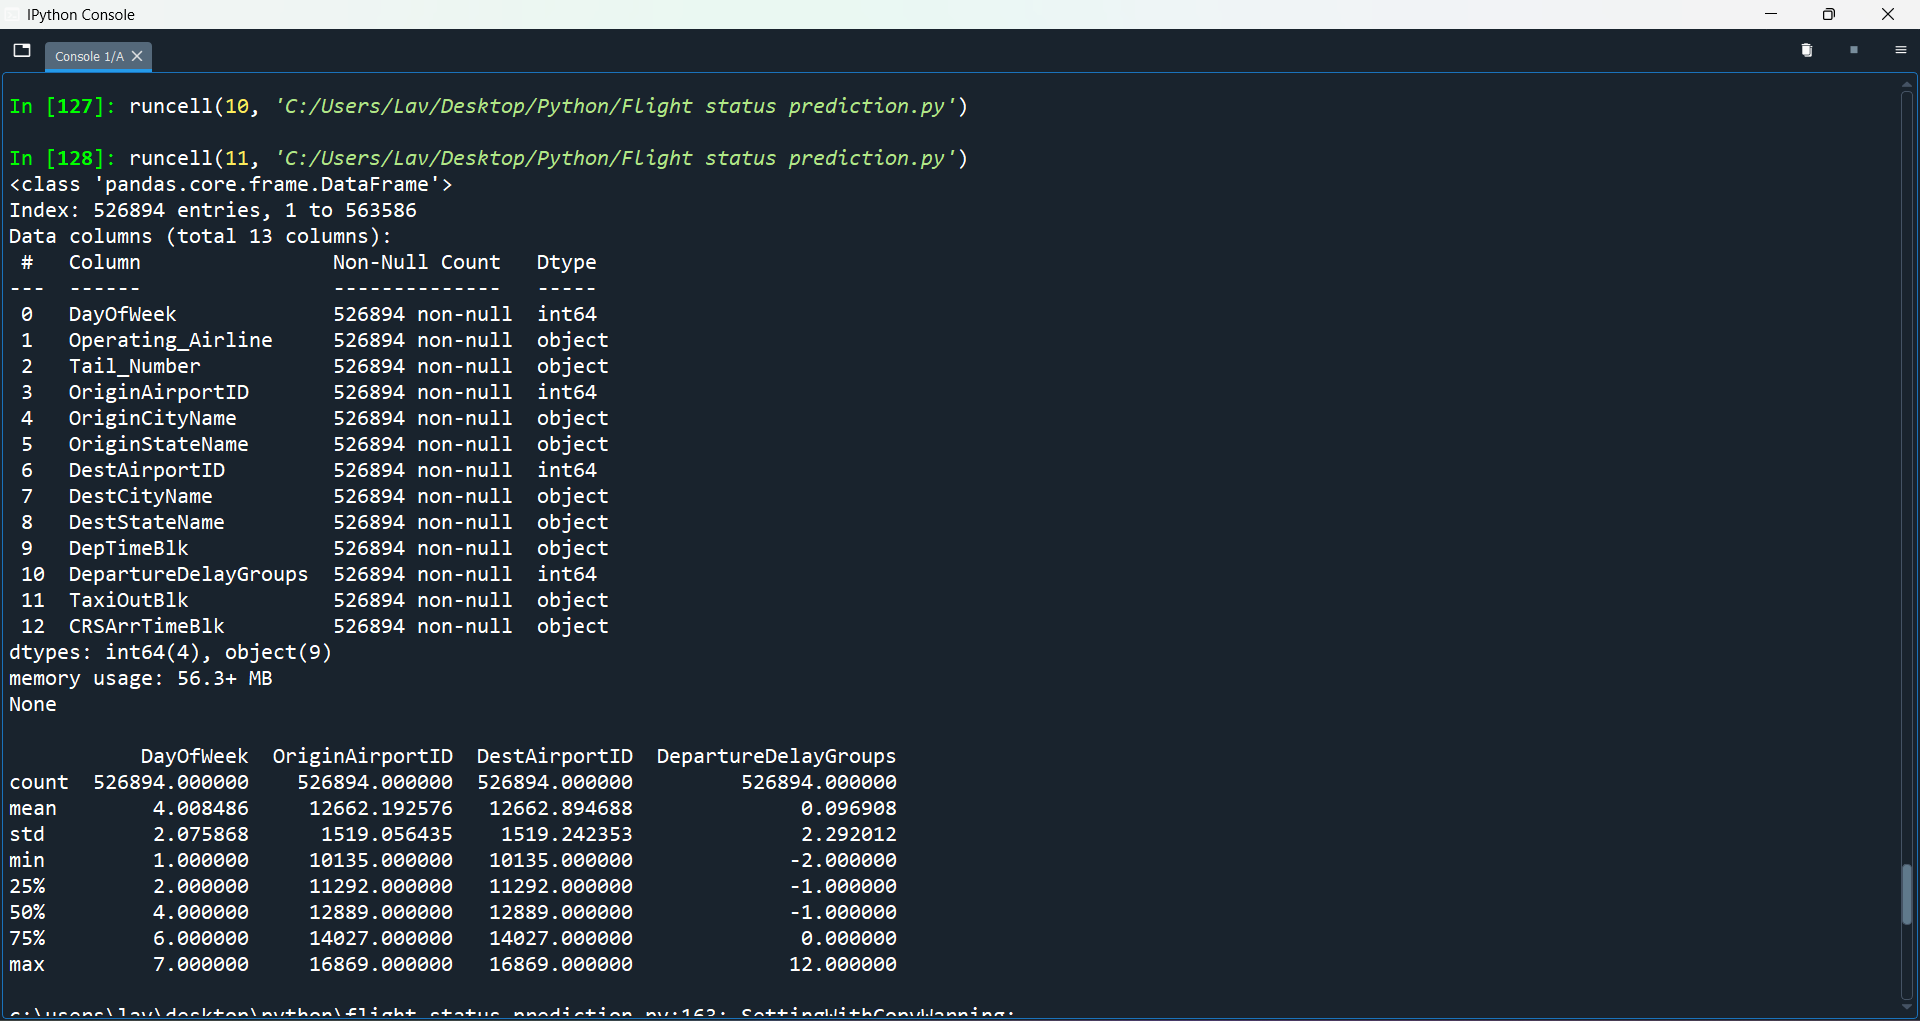 IPython Console
Console 1/A
In [127]: runcell(10, 'C:/Users/Lav/Desktop/Python/Flight status prediction.py')
In [128]: runcell(11, 'C:/Users/Lav/Desktop/Python/Flight status prediction.py')
<class 'pandas.core.frame.DataFrame'>
Index: 526894 entries, 1 to 563586
Data columns (total 13 columns):
 #   Column                Non-Null Count   Dtype
---  ------                --------------   -----
 0   DayOfWeek             526894 non-null  int64
 1   Operating_Airline     526894 non-null  object
 2   Tail_Number           526894 non-null  object
 3   OriginAirportID       526894 non-null  int64
 4   OriginCityName        526894 non-null  object
 5   OriginStateName       526894 non-null  object
 6   DestAirportID         526894 non-null  int64
 7   DestCityName          526894 non-null  object
 8   DestStateName         526894 non-null  object
 9   DepTimeBlk            526894 non-null  object
 10  DepartureDelayGroups  526894 non-null  int64
 11  TaxiOutBlk            526894 non-null  object
 12  CRSArrTimeBlk         526894 non-null  object
dtypes: int64(4), object(9)
memory usage: 56.3+ MB
None
           DayOfWeek  OriginAirportID  DestAirportID  DepartureDelayGroups
count  526894.000000    526894.000000  526894.000000         526894.000000
mean        4.008486     12662.192576   12662.894688              0.096908
std         2.075868      1519.056435    1519.242353              2.292012
min         1.000000     10135.000000   10135.000000             -2.000000
25%         2.000000     11292.000000   11292.000000             -1.000000
50%         4.000000     12889.000000   12889.000000             -1.000000
75%         6.000000     14027.000000   14027.000000              0.000000
max         7.000000     16869.000000   16869.000000             12.000000
c:\users\lav\desktop\python\flight status prediction.py:163: SettingWithCopyWarning: